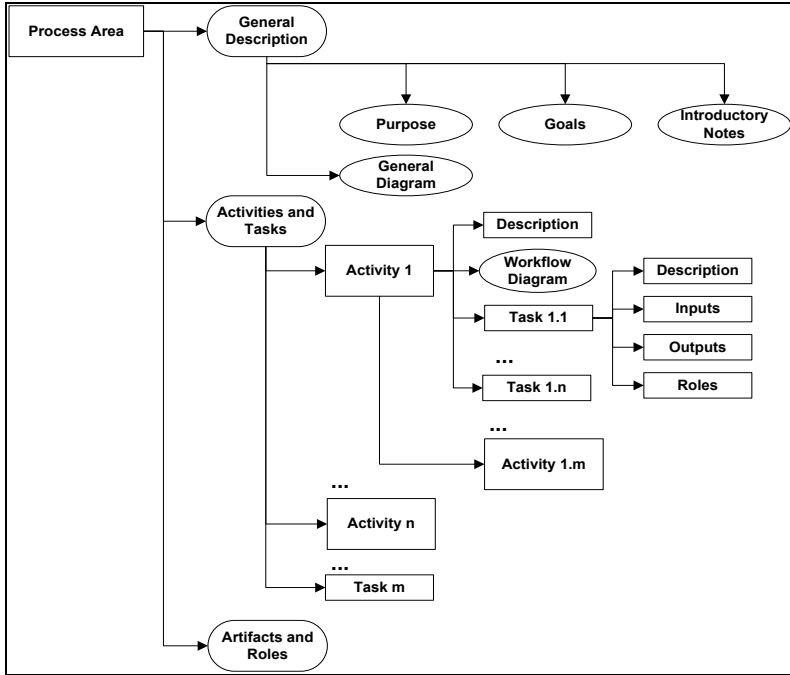 Process Area
General
Description
Purpose
Goals
Introductory
Notes
General
Diagram
Activities and
Tasks
Activity 1
Description
Workflow
Diagram
Description
Task 1.1
Inputs
Outputs
...
Task 1.n
Roles
...
Activity 1.m
...
Activity n
...
Task m
Artifacts and
Roles